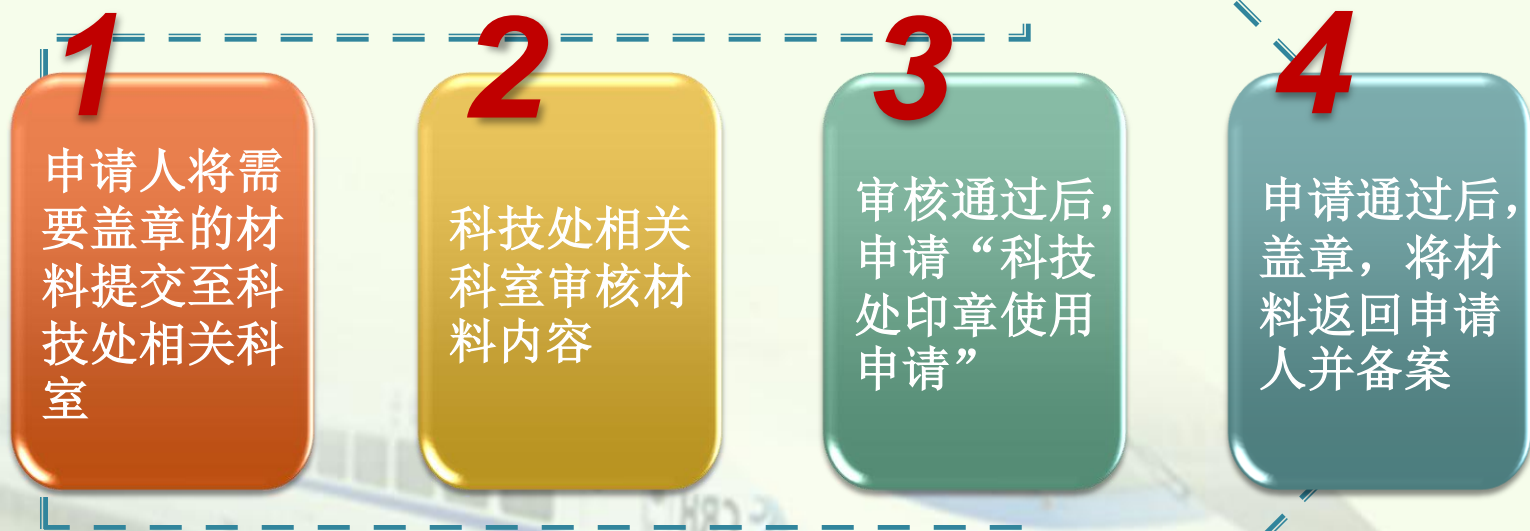 1
申请人将需
要盖章的材
料提交至科
技处相关科
室
2
科技处相关
科室审核材
料内容
3
审核通过后，
申请“科技
处印章使用
申请”
4
申请通过后，
盖章，将材
料返回申请
人并备案
CRH